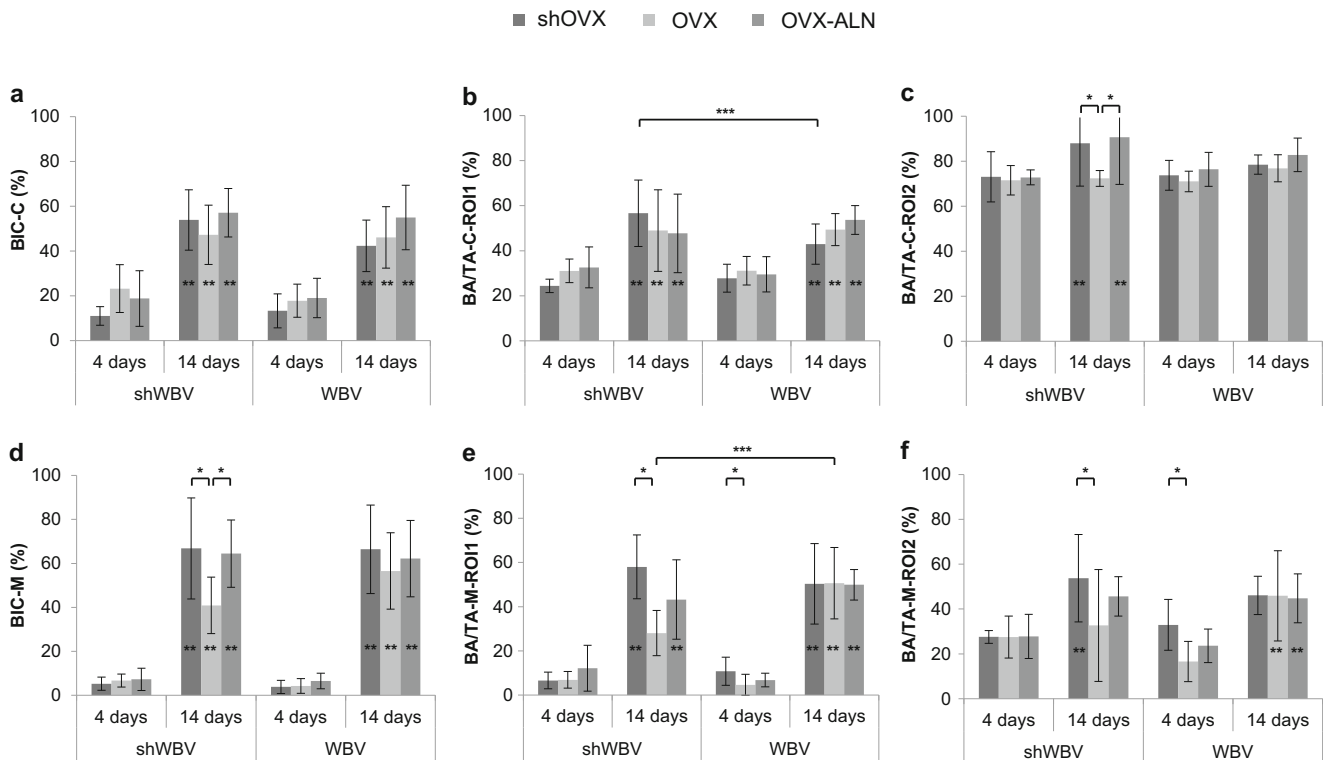 shOVX OVX OVX-ALN
a
BIC-C (%)
100
80
60
40
20
0
** ** **
** ** **
4 days 14 days 4 days 14 days
shWBV WBV
b
BA/TA-C-ROI1 (%)
100
80
60
40
20
0
***
** ** **
** ** **
4 days 14 days 4 days 14 days
shWBV WBV
c
BA/TA-C-ROI2 (%)
100
80
60
40
20
0
* *
** **
4 days 14 days 4 days 14 days
shWBV WBV
d
BIC-M (%)
100
80
60
40
20
0
* *
** ** **
** ** **
4 days 14 days 4 days 14 days
shWBV WBV
e
BA/TA-M-ROI1 (%)
100
80
60
40
20
0
***
* *
** **
** ** **
4 days 14 days 4 days 14 days
shWBV WBV
f
BA/TA-M-ROI2 (%)
100
80
60
40
20
0
* *
**
** **
4 days 14 days 4 days 14 days
shWBV WBV